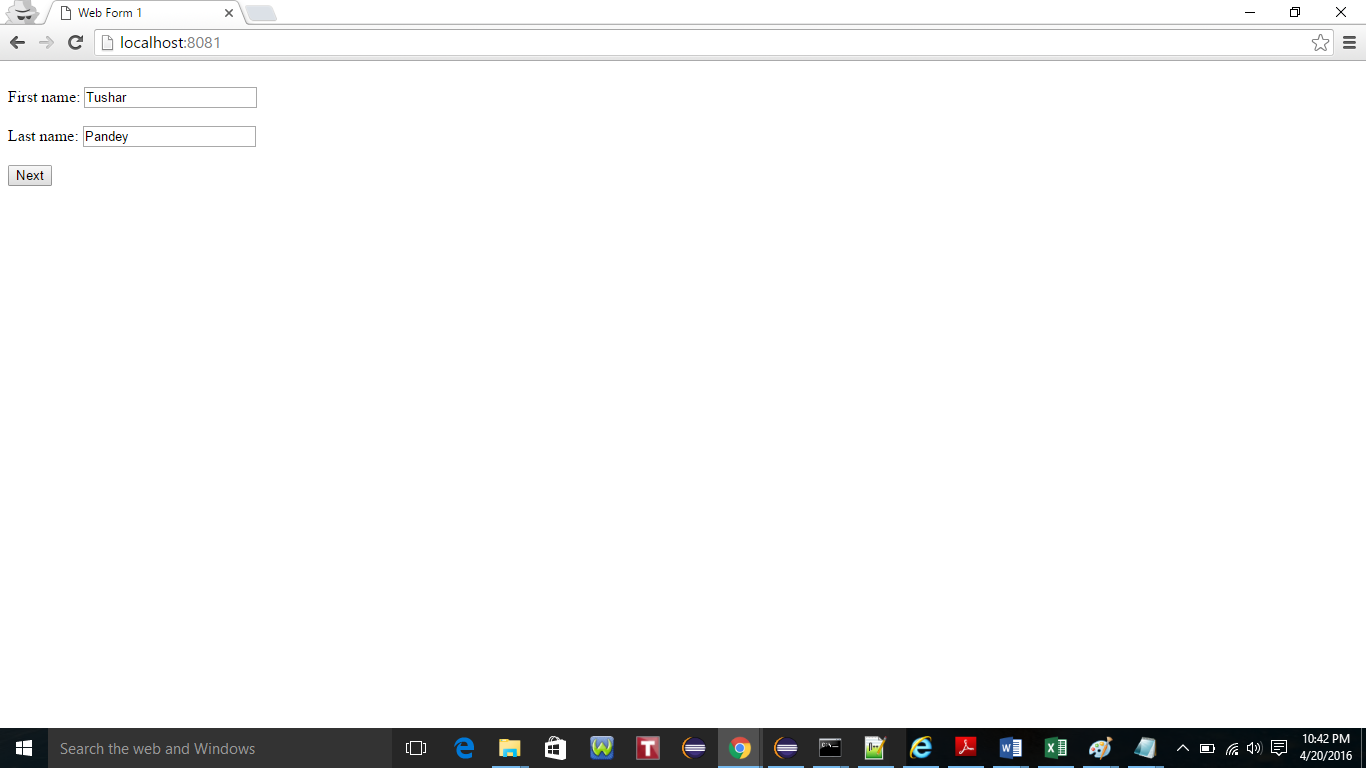 Web Form 1
localhost:8081
First name: Tushar
Last name: Pandey
Next
Search the web and Windows
10:42 PM
4/20/2016